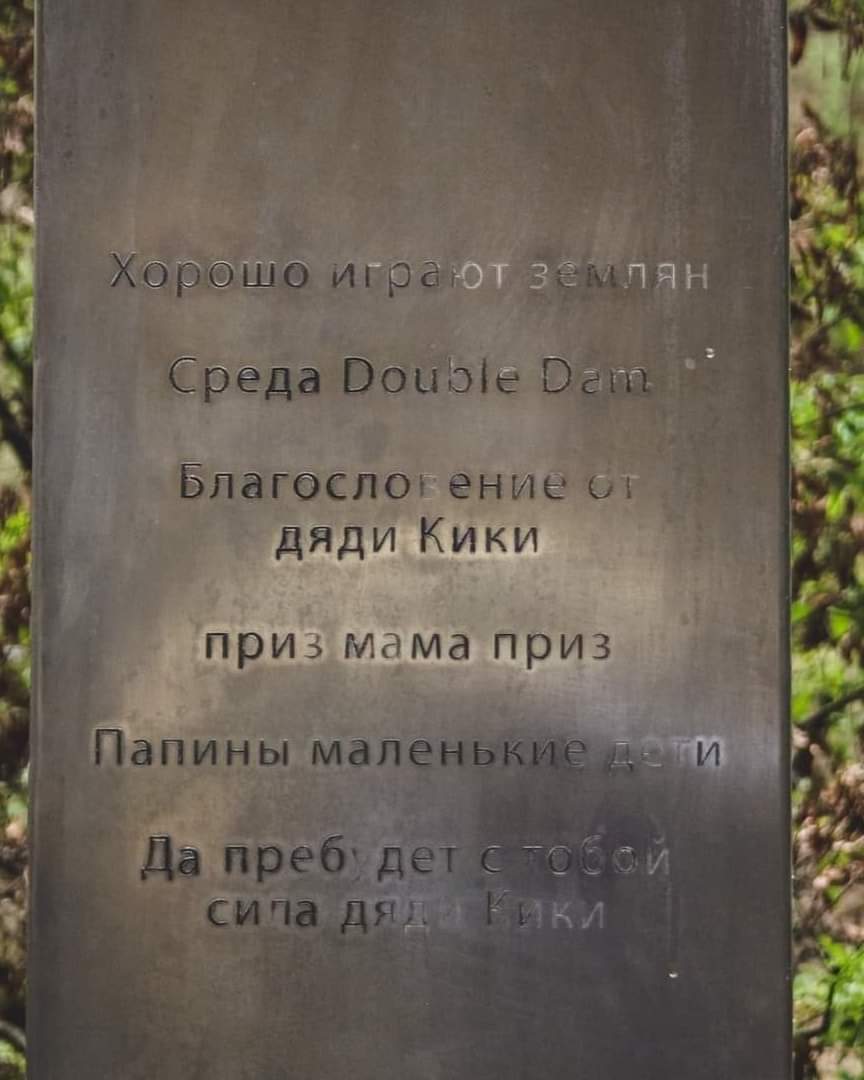 Хорошо играют землян
Среда Double Dam
Благословение от
дяди Кики
приз мама приз
Папины маленькие дети
Да пребудет с тобой
сила дяди Кики